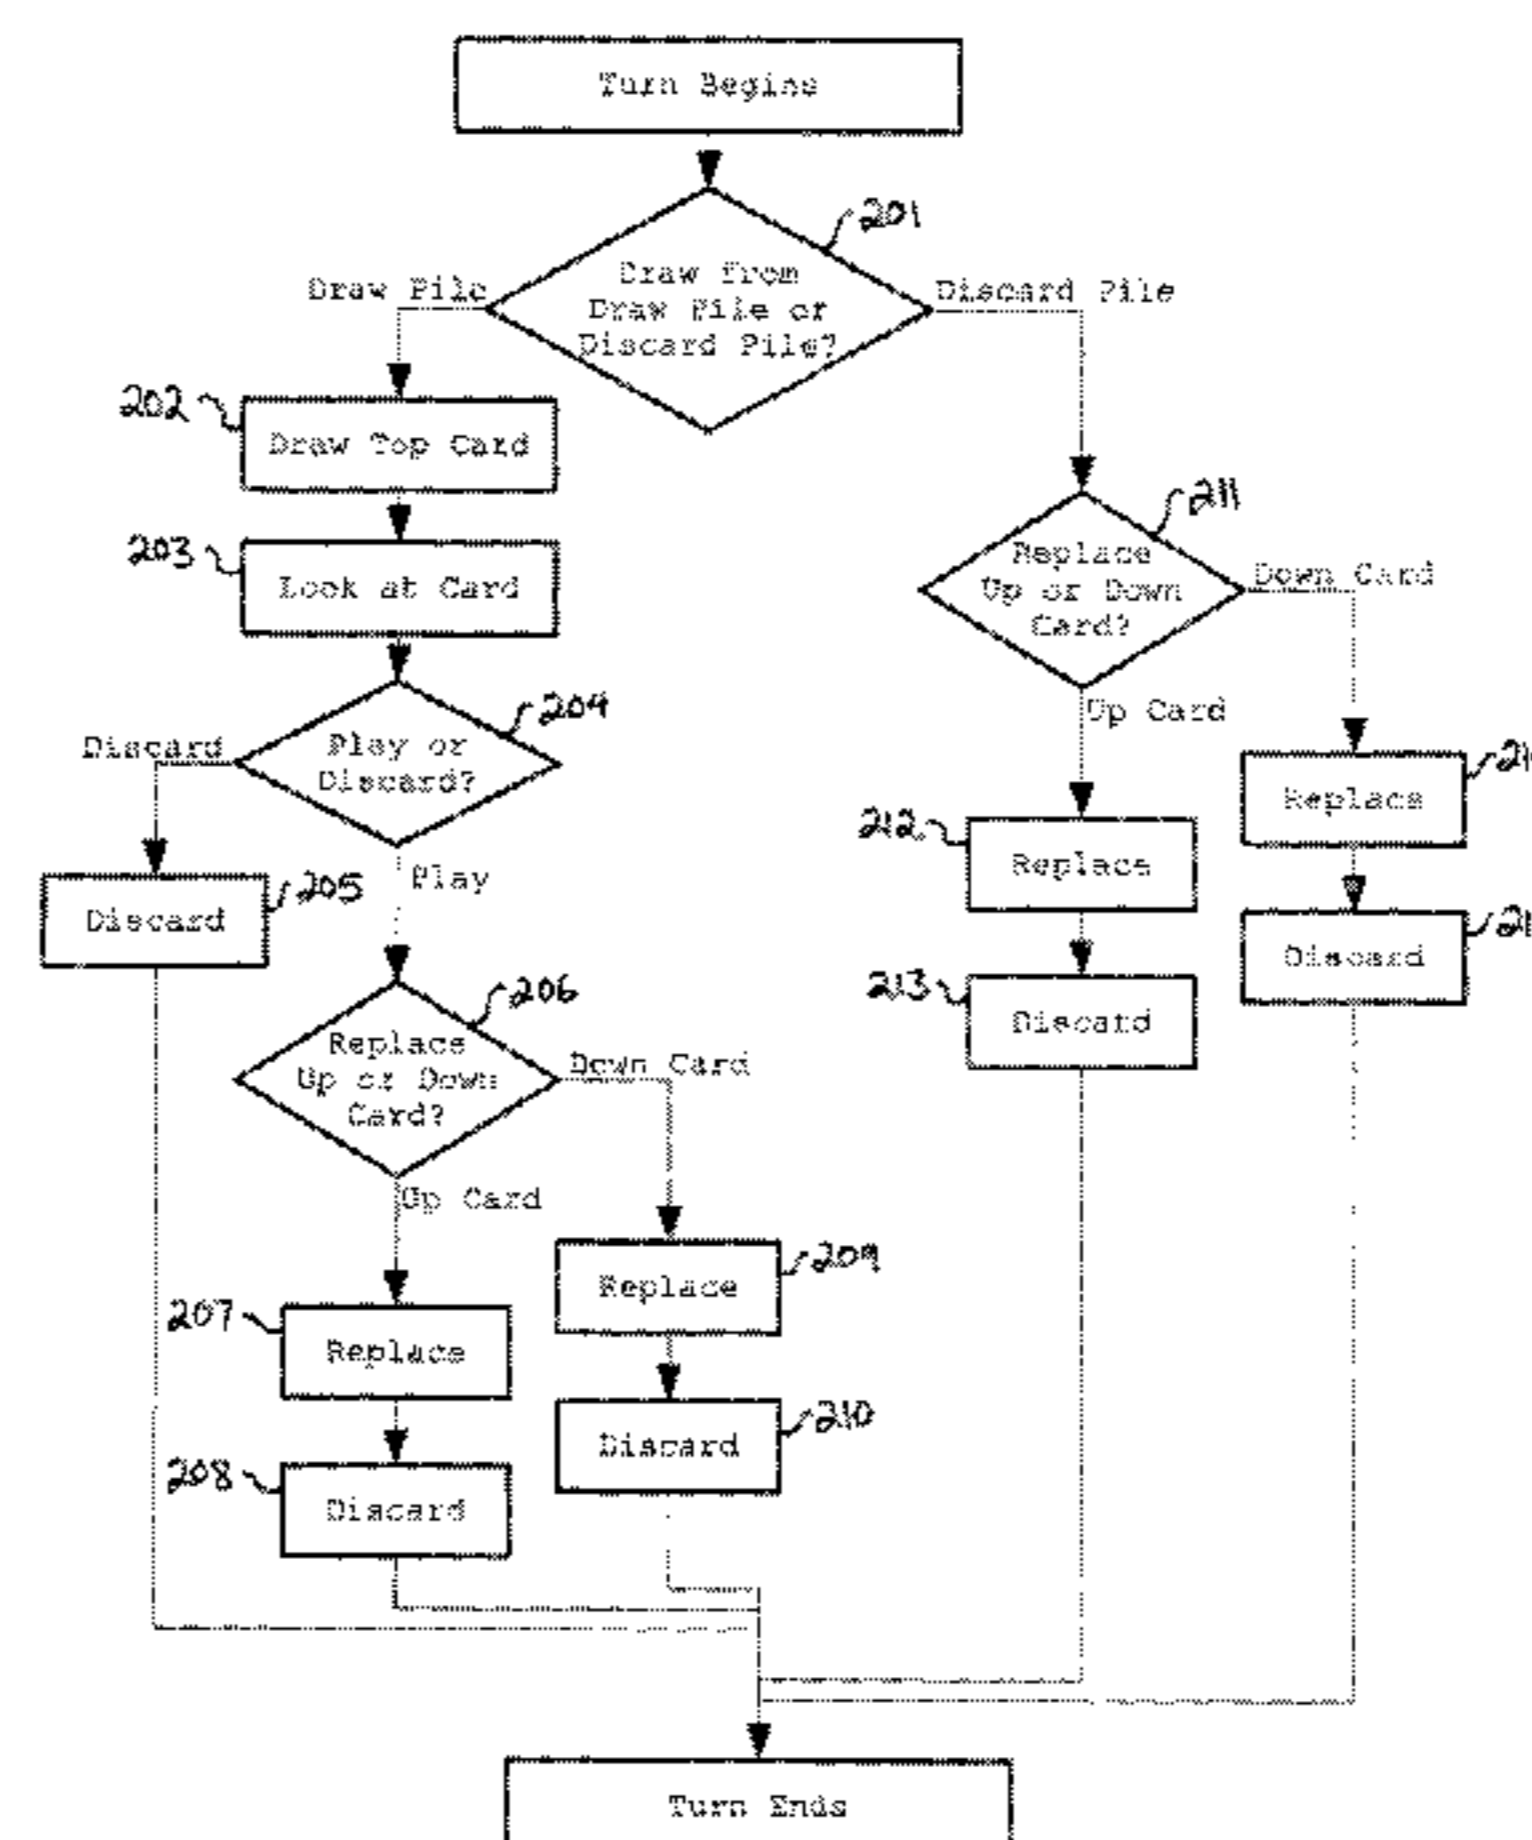 Turn Begins
201
Draw from
Draw Pile or
Discard Pile?
Draw Pile
Discard Pile
202
Draw Top Card
203
Look at Card
211
Replace
Up or Down
Card?
Down Card
Up Card
204
Play or
Discard?
Discard
Play
205
Discard
212
Replace
Replace
213
Discard
Discard
206
Replace
Up or Down
Card?
Down Card
Up Card
207
Replace
209
Replace
208
Discard
210
Discard
Turn Ends